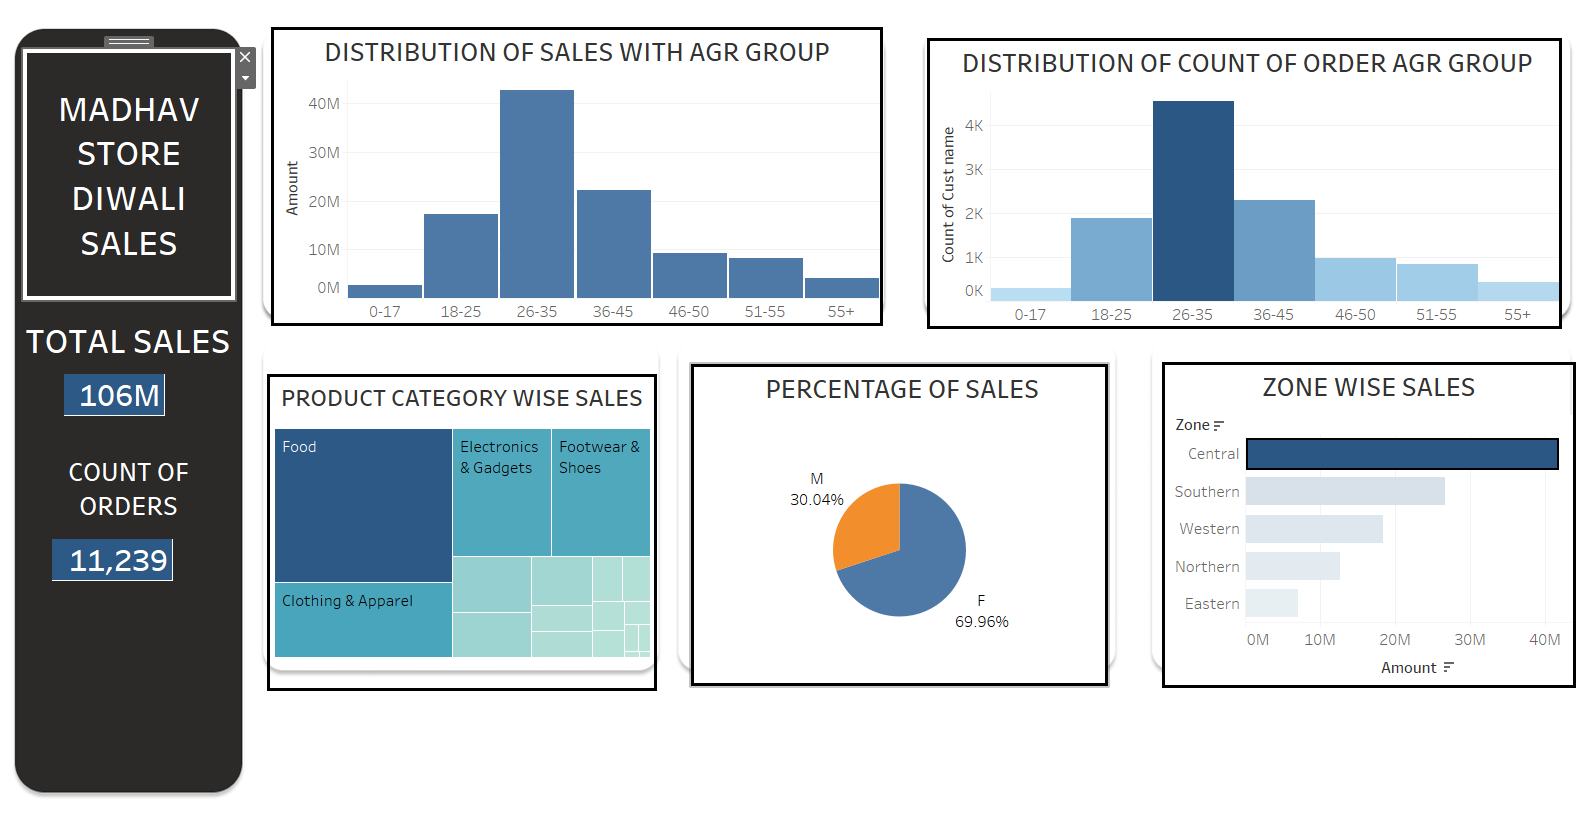 MADHAV
STORE
DIWALI
SALES
TOTAL SALES
106M
COUNT OF
ORDERS
11,239
DISTRIBUTION OF SALES WITH AGR GROUP
Amount
40M
30M
20M
10M
0M
0-17 18-25 26-35 36-45 46-50 51-55 55+
DISTRIBUTION OF COUNT OF ORDER AGR GROUP
Count of Cust name
4K
3K
2K
1K
0K
0-17 18-25 26-35 36-45 46-50 51-55 55+
PRODUCT CATEGORY WISE SALES
Food
Electronics
& Gadgets
Footwear &
Shoes
Clothing & Apparel
PERCENTAGE OF SALES
M
30.04%
F
69.96%
ZONE WISE SALES
Zone
Central
Southern
Western
Northern
Eastern
0M 10M 20M 30M 40M
Amount